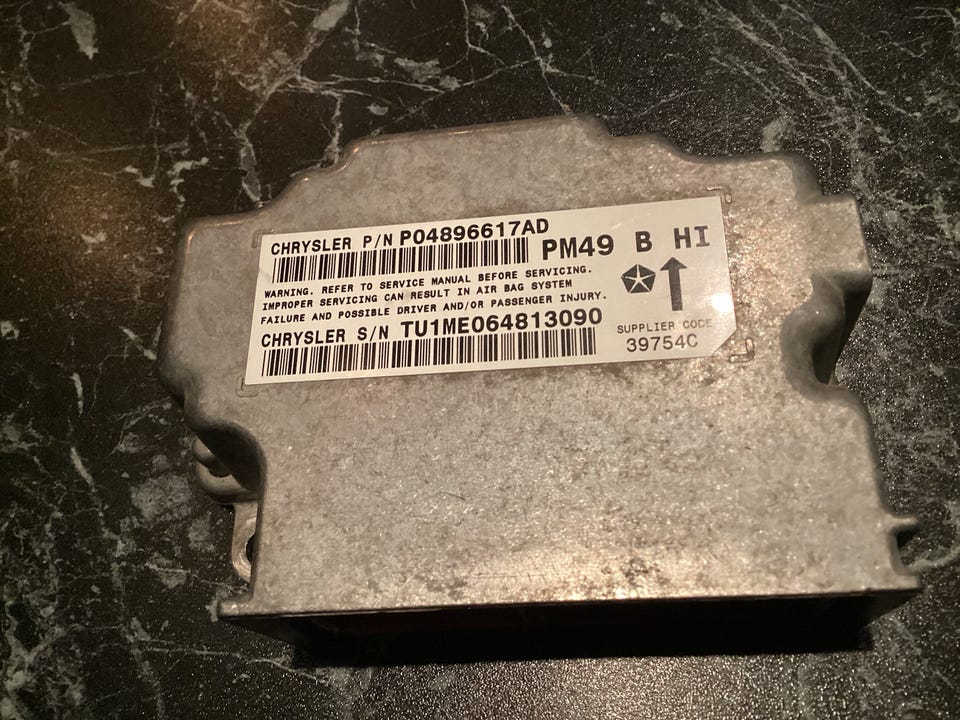 CHRYSLER P/N P04896617AD
PM49 B HI
WARNING. REFER TO SERVICE MANUAL BEFORE SERVICING.
IMPROPER SERVICING CAN RESULT IN AIR BAG SYSTEM
FAILURE AND POSSIBLE DRIVER AND/OR PASSENGER INJURY.
CHRYSLER S/N TU1ME064813090
SUPPLIER CODE
39754C